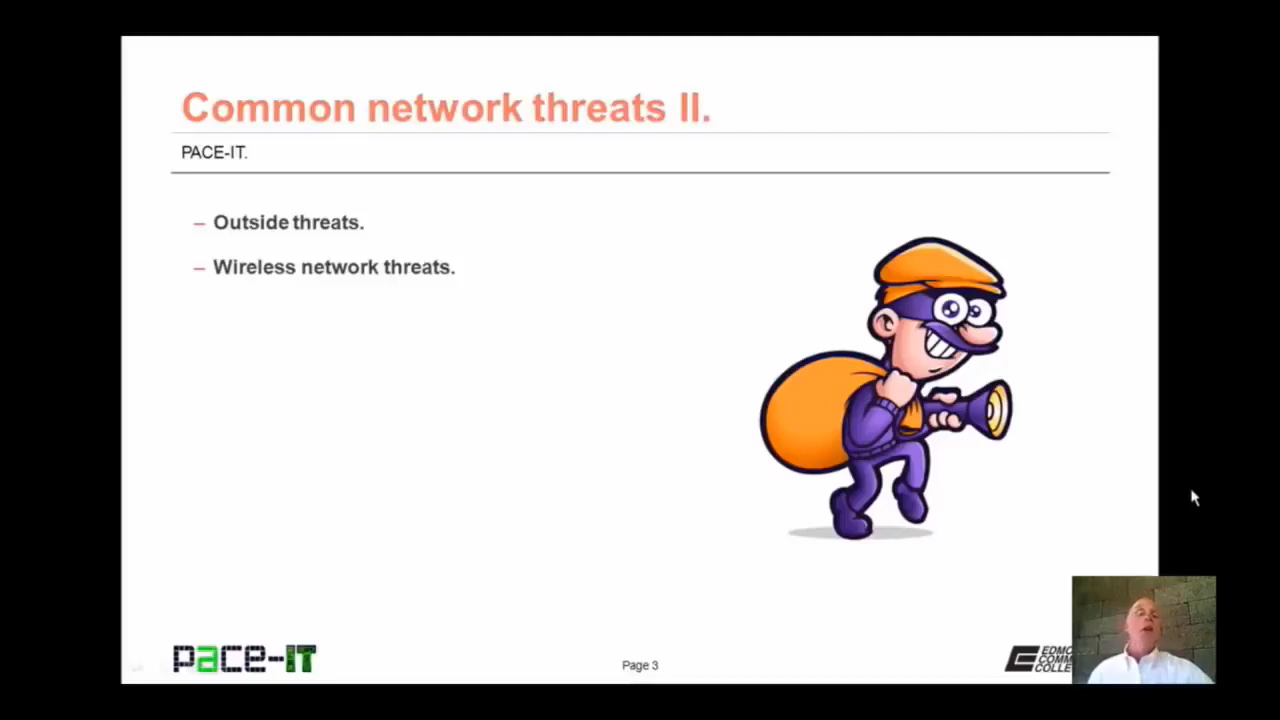 Common network threats II.
PACE-IT.
– Outside threats.
– Wireless network threats.
pace-IT
Page 3